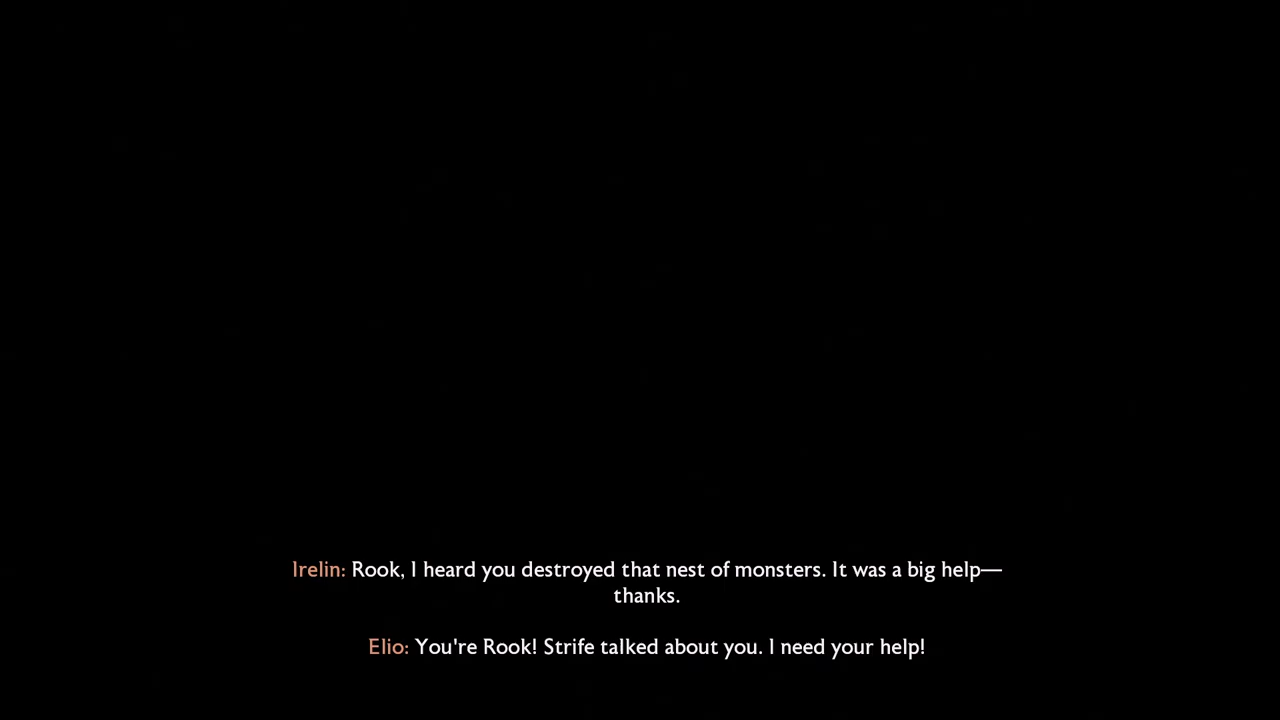 Irelin: Rook, I heard you destroyed that nest of monsters. It was a big help—
thanks.
Elio: You're Rook! Strife talked about you. I need your help!